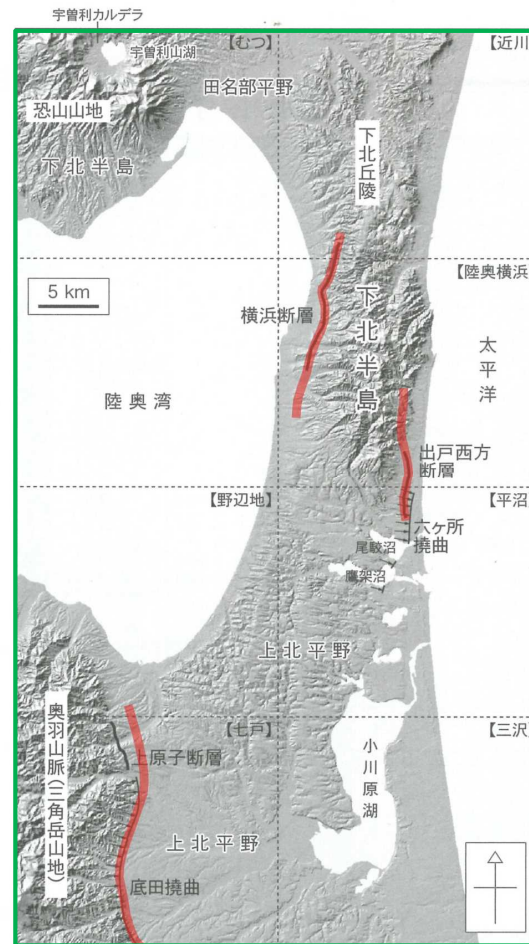 宇曽利カルデラ
【むつ】
【近川】
宇曽利山湖
田名部平野
恐山山地
下北半島
下北丘陵
【陸奥横浜】
5 km
横浜断層
下北半島
太平洋
陸奥湾
出戸西方
断層
【野辺地】
【平沼】
六ヶ所
撓曲
尾駮沼
鷹架沼
上北平野
奥羽山脈(三角岳山地)
【七戸】
【三沢】
上原子断層
小川原湖
上北平野
底田撓曲